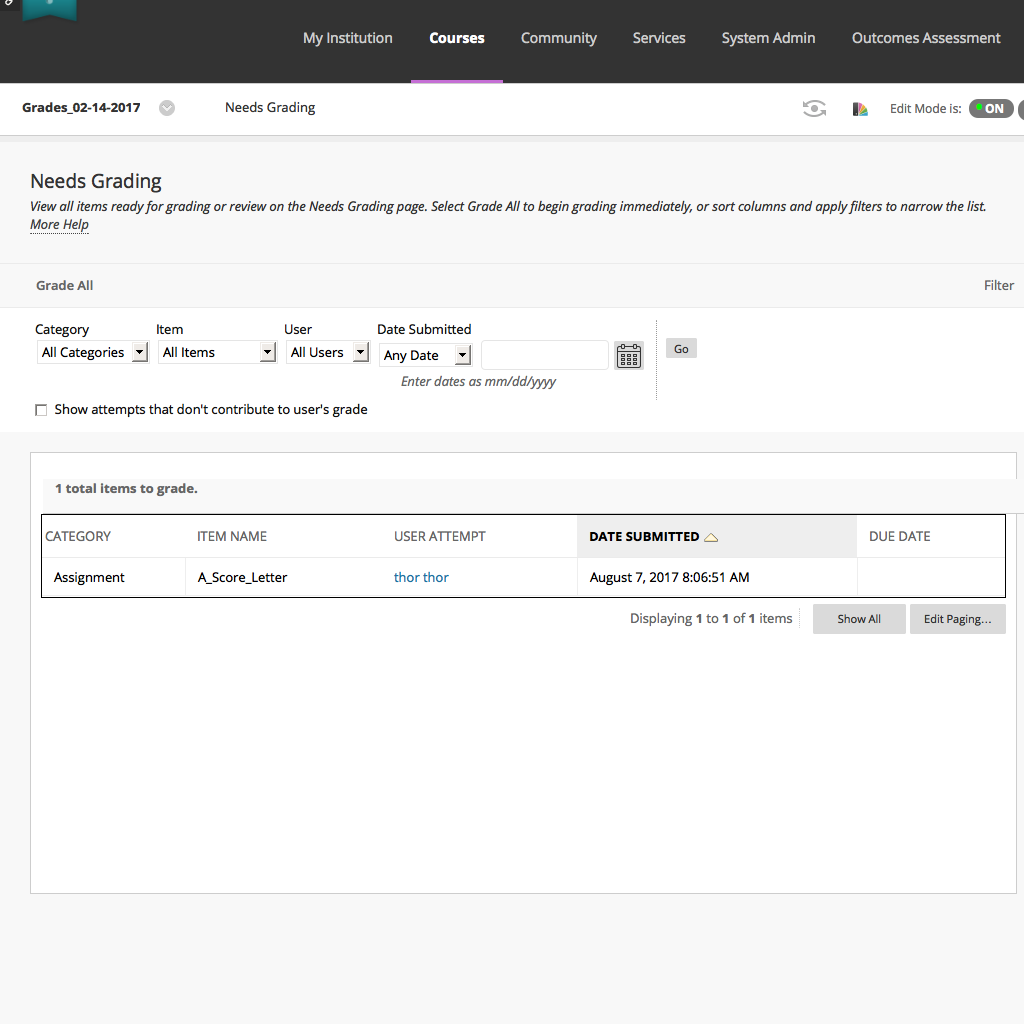 My Institution Courses Community Services System Admin Outcomes Assessment
Grades_02-14-2017 Needs Grading Edit Mode is: ON
Needs Grading
View all items ready for grading or review on the Needs Grading page. Select Grade All to begin grading immediately, or sort columns and apply filters to narrow the list.
More Help
Grade All Filter
Category Item User Date Submitted
All Categories All Items All Users Any Date Go
Enter dates as mm/dd/yyyy
Show attempts that don't contribute to user's grade
1 total items to grade.
CATEGORY ITEM NAME USER ATTEMPT DATE SUBMITTED DUE DATE
Assignment A_Score_Letter thor thor August 7, 2017 8:06:51 AM
Displaying 1 to 1 of 1 items Show All Edit Paging...